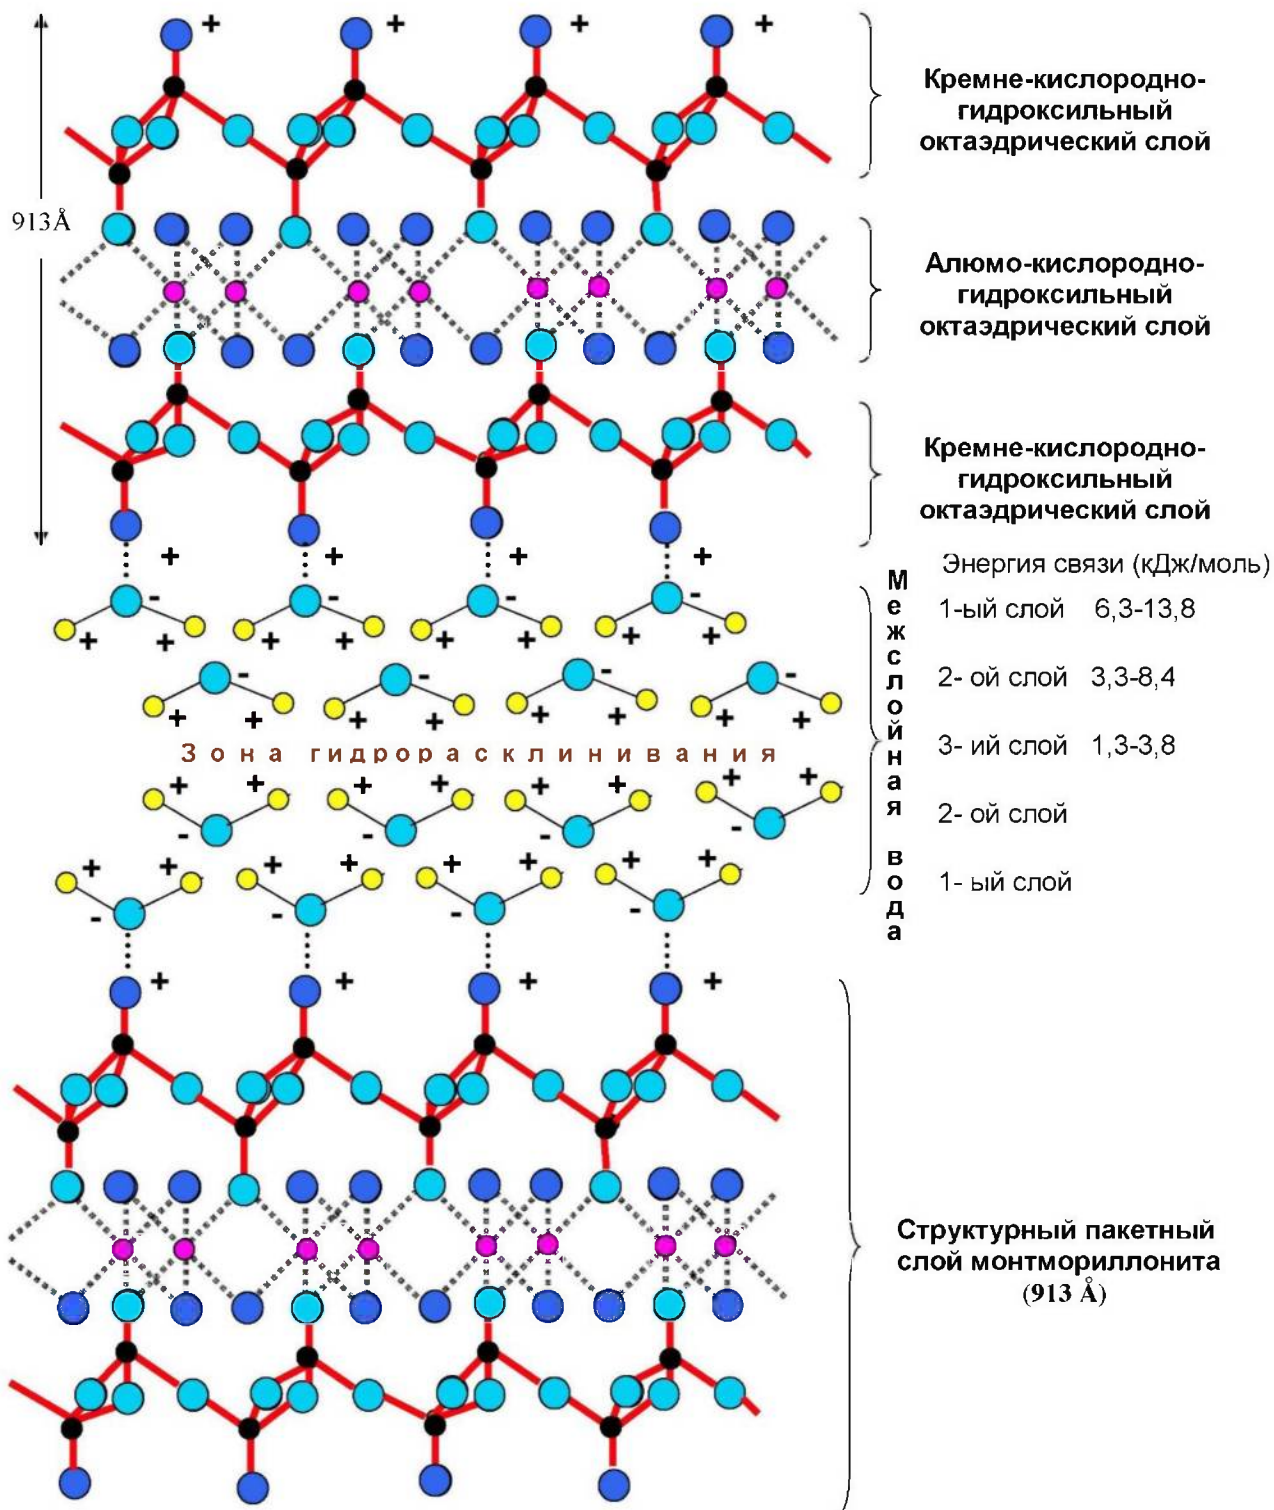 Кремне-кислородно-
гидроксильный
октаэдрический слой
913Å
Алюмо-кислородно-
гидроксильный
октаэдрический слой
Кремне-кислородно-
гидроксильный
октаэдрический слой
Энергия связи (кДж/моль)
Межслойная вода
1-ый слой 6,3-13,8
2- ой слой 3,3-8,4
Зона гидрорасклинивания
3- ий слой 1,3-3,8
2- ой слой
1- ый слой
Структурный пакетный
слой монтмориллонита
(913 Å)